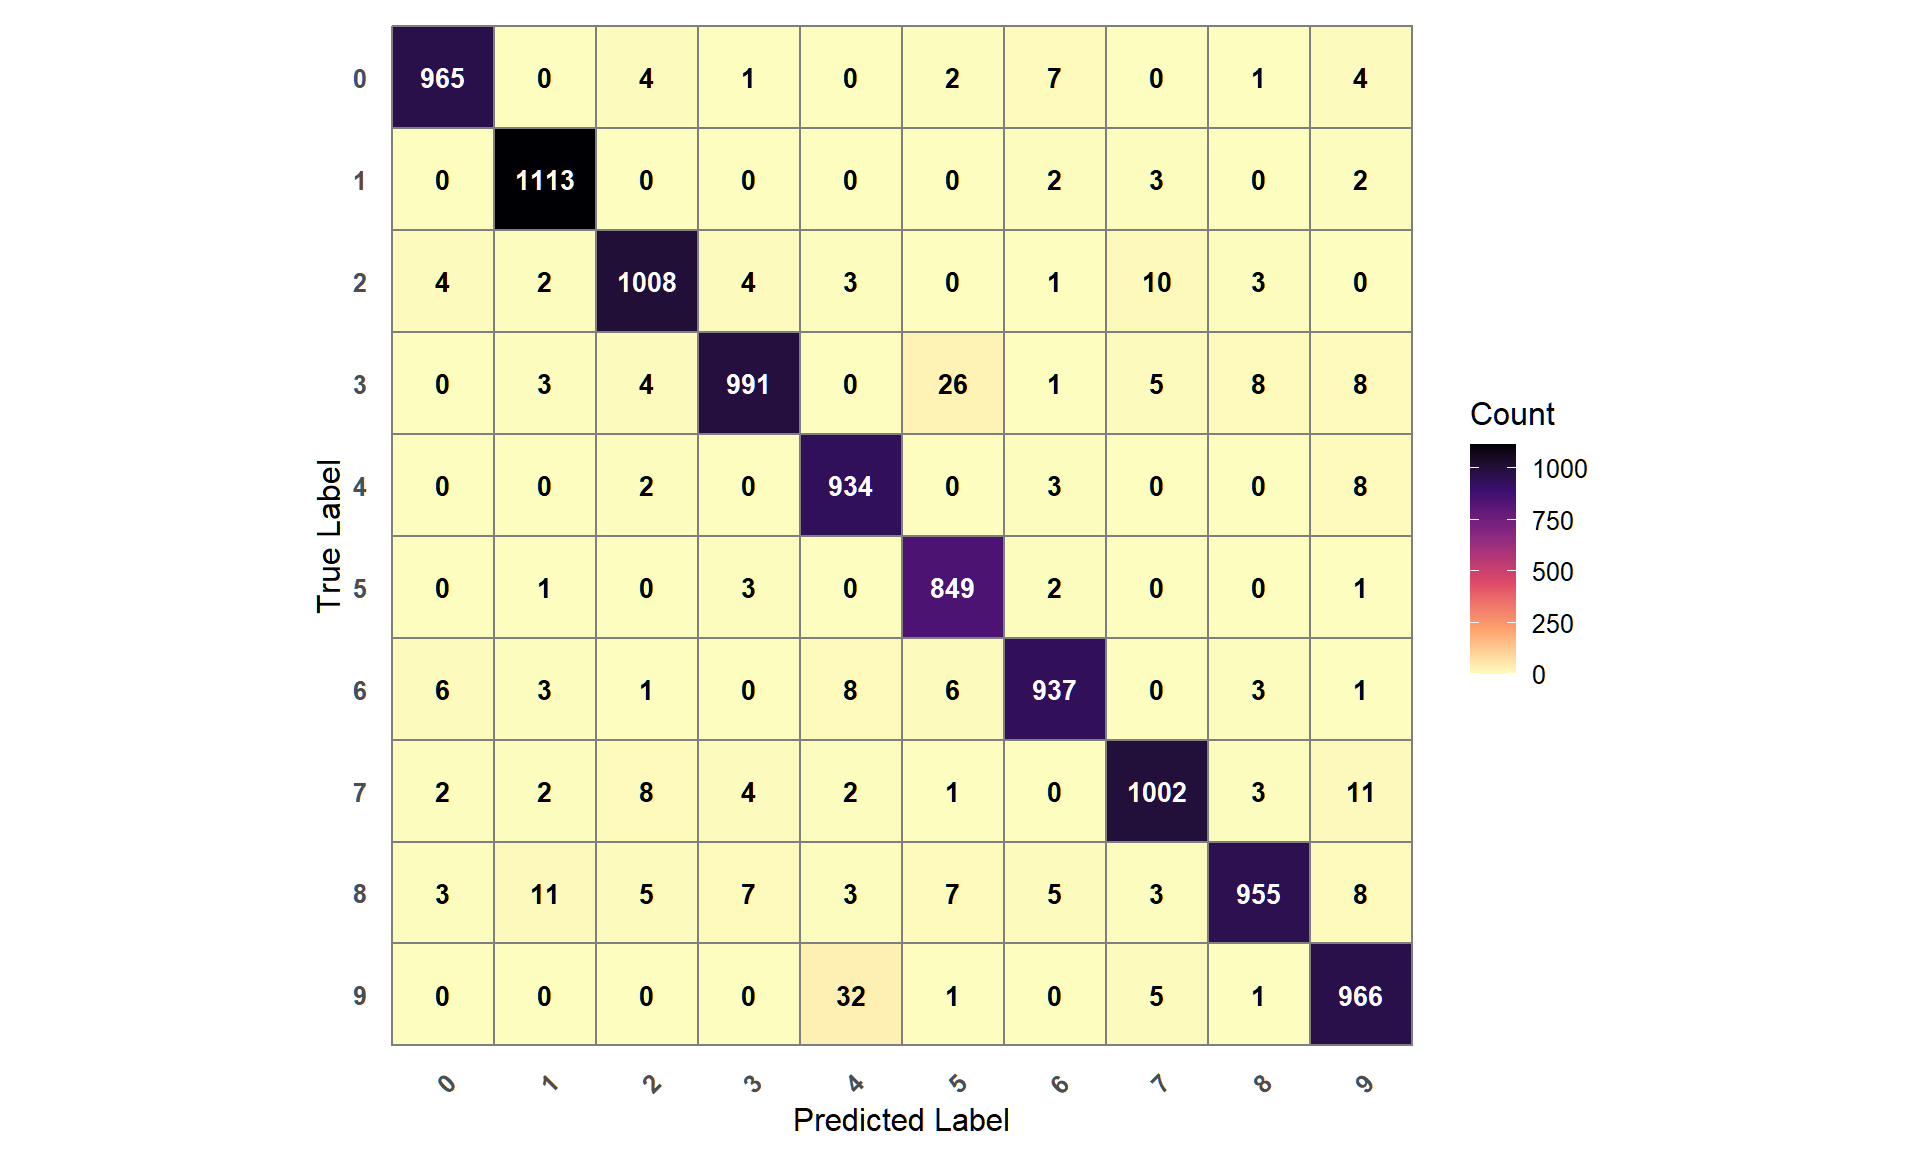 0 965 0 4 1 0 2 7 0 1 4
1 0 1113 0 0 0 0 2 3 0 2
2 4 2 1008 4 3 0 1 10 3 0
3 0 3 4 991 0 26 1 5 8 8
4 0 0 2 0 934 0 3 0 0 8
5 0 1 0 3 0 849 2 0 0 1
6 6 3 1 0 8 6 937 0 3 1
7 2 2 8 4 2 1 0 1002 3 11
8 3 11 5 7 3 7 5 3 955 8
9 0 0 0 0 32 1 0 5 1 966
0 1 2 3 4 5 6 7 8 9
Predicted Label
True Label
Count
1000
750
500
250
0